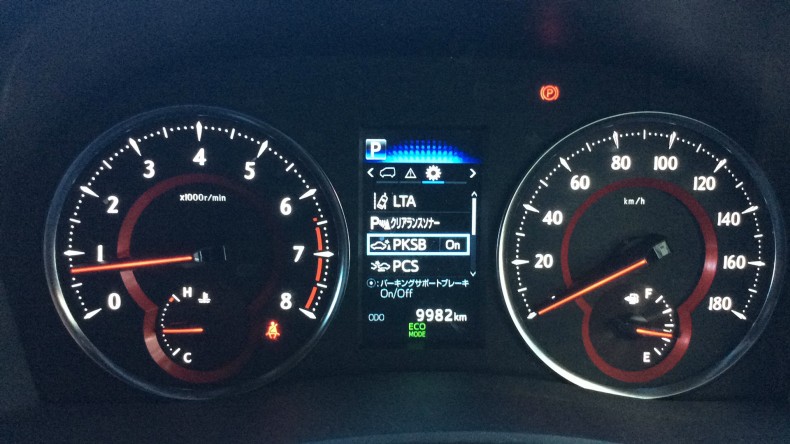 x1000r/min
0
1
2
3
4
5
6
7
8
H
C
P
LTA
P クリアランスソナー
PKSB On
PCS
:パーキングサポートブレーキ
On/Off
ODO 9982km
ECO
MODE
P
km/h
20
40
60
80
100
120
140
160
180
F
E